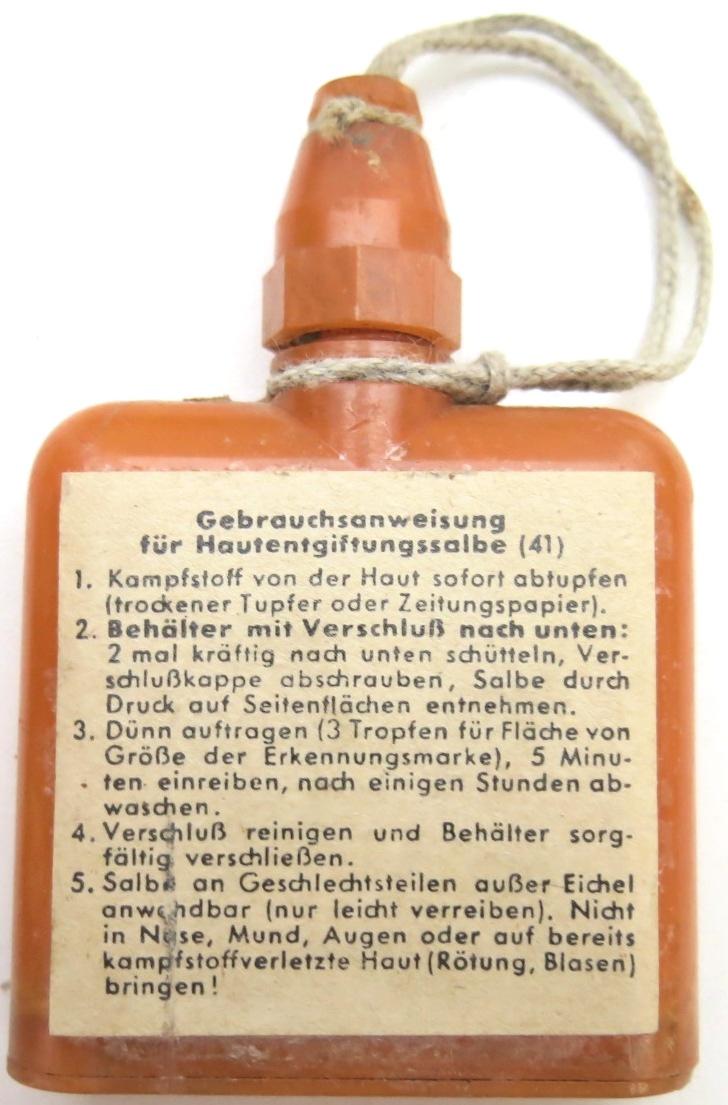 Gebrauchsanweisung
für Hautentgiftungssalbe (41)
1. Kampfstoff von der Haut sofort abtupfen
(trockener Tupfer oder Zeitungspapier).
2. Behälter mit Verschluß nach unten:
2 mal kräftig nach unten schütteln, Ver-
schlußkappe abschrauben, Salbe durch
Druck auf Seitenflächen entnehmen.
3. Dünn auftragen (3 Tropfen für Fläche von
Größe der Erkennungsmarke), 5 Minu-
ten einreiben, nach einigen Stunden ab-
waschen.
4. Verschluß reinigen und Behälter sorg-
fältig verschließen.
5. Salbe an Geschlechtsteilen außer Eichel
anwendbar (nur leicht verreiben). Nicht
in Nase, Mund, Augen oder auf bereits
kampfstoffverletzte Haut (Rötung, Blasen)
bringen!